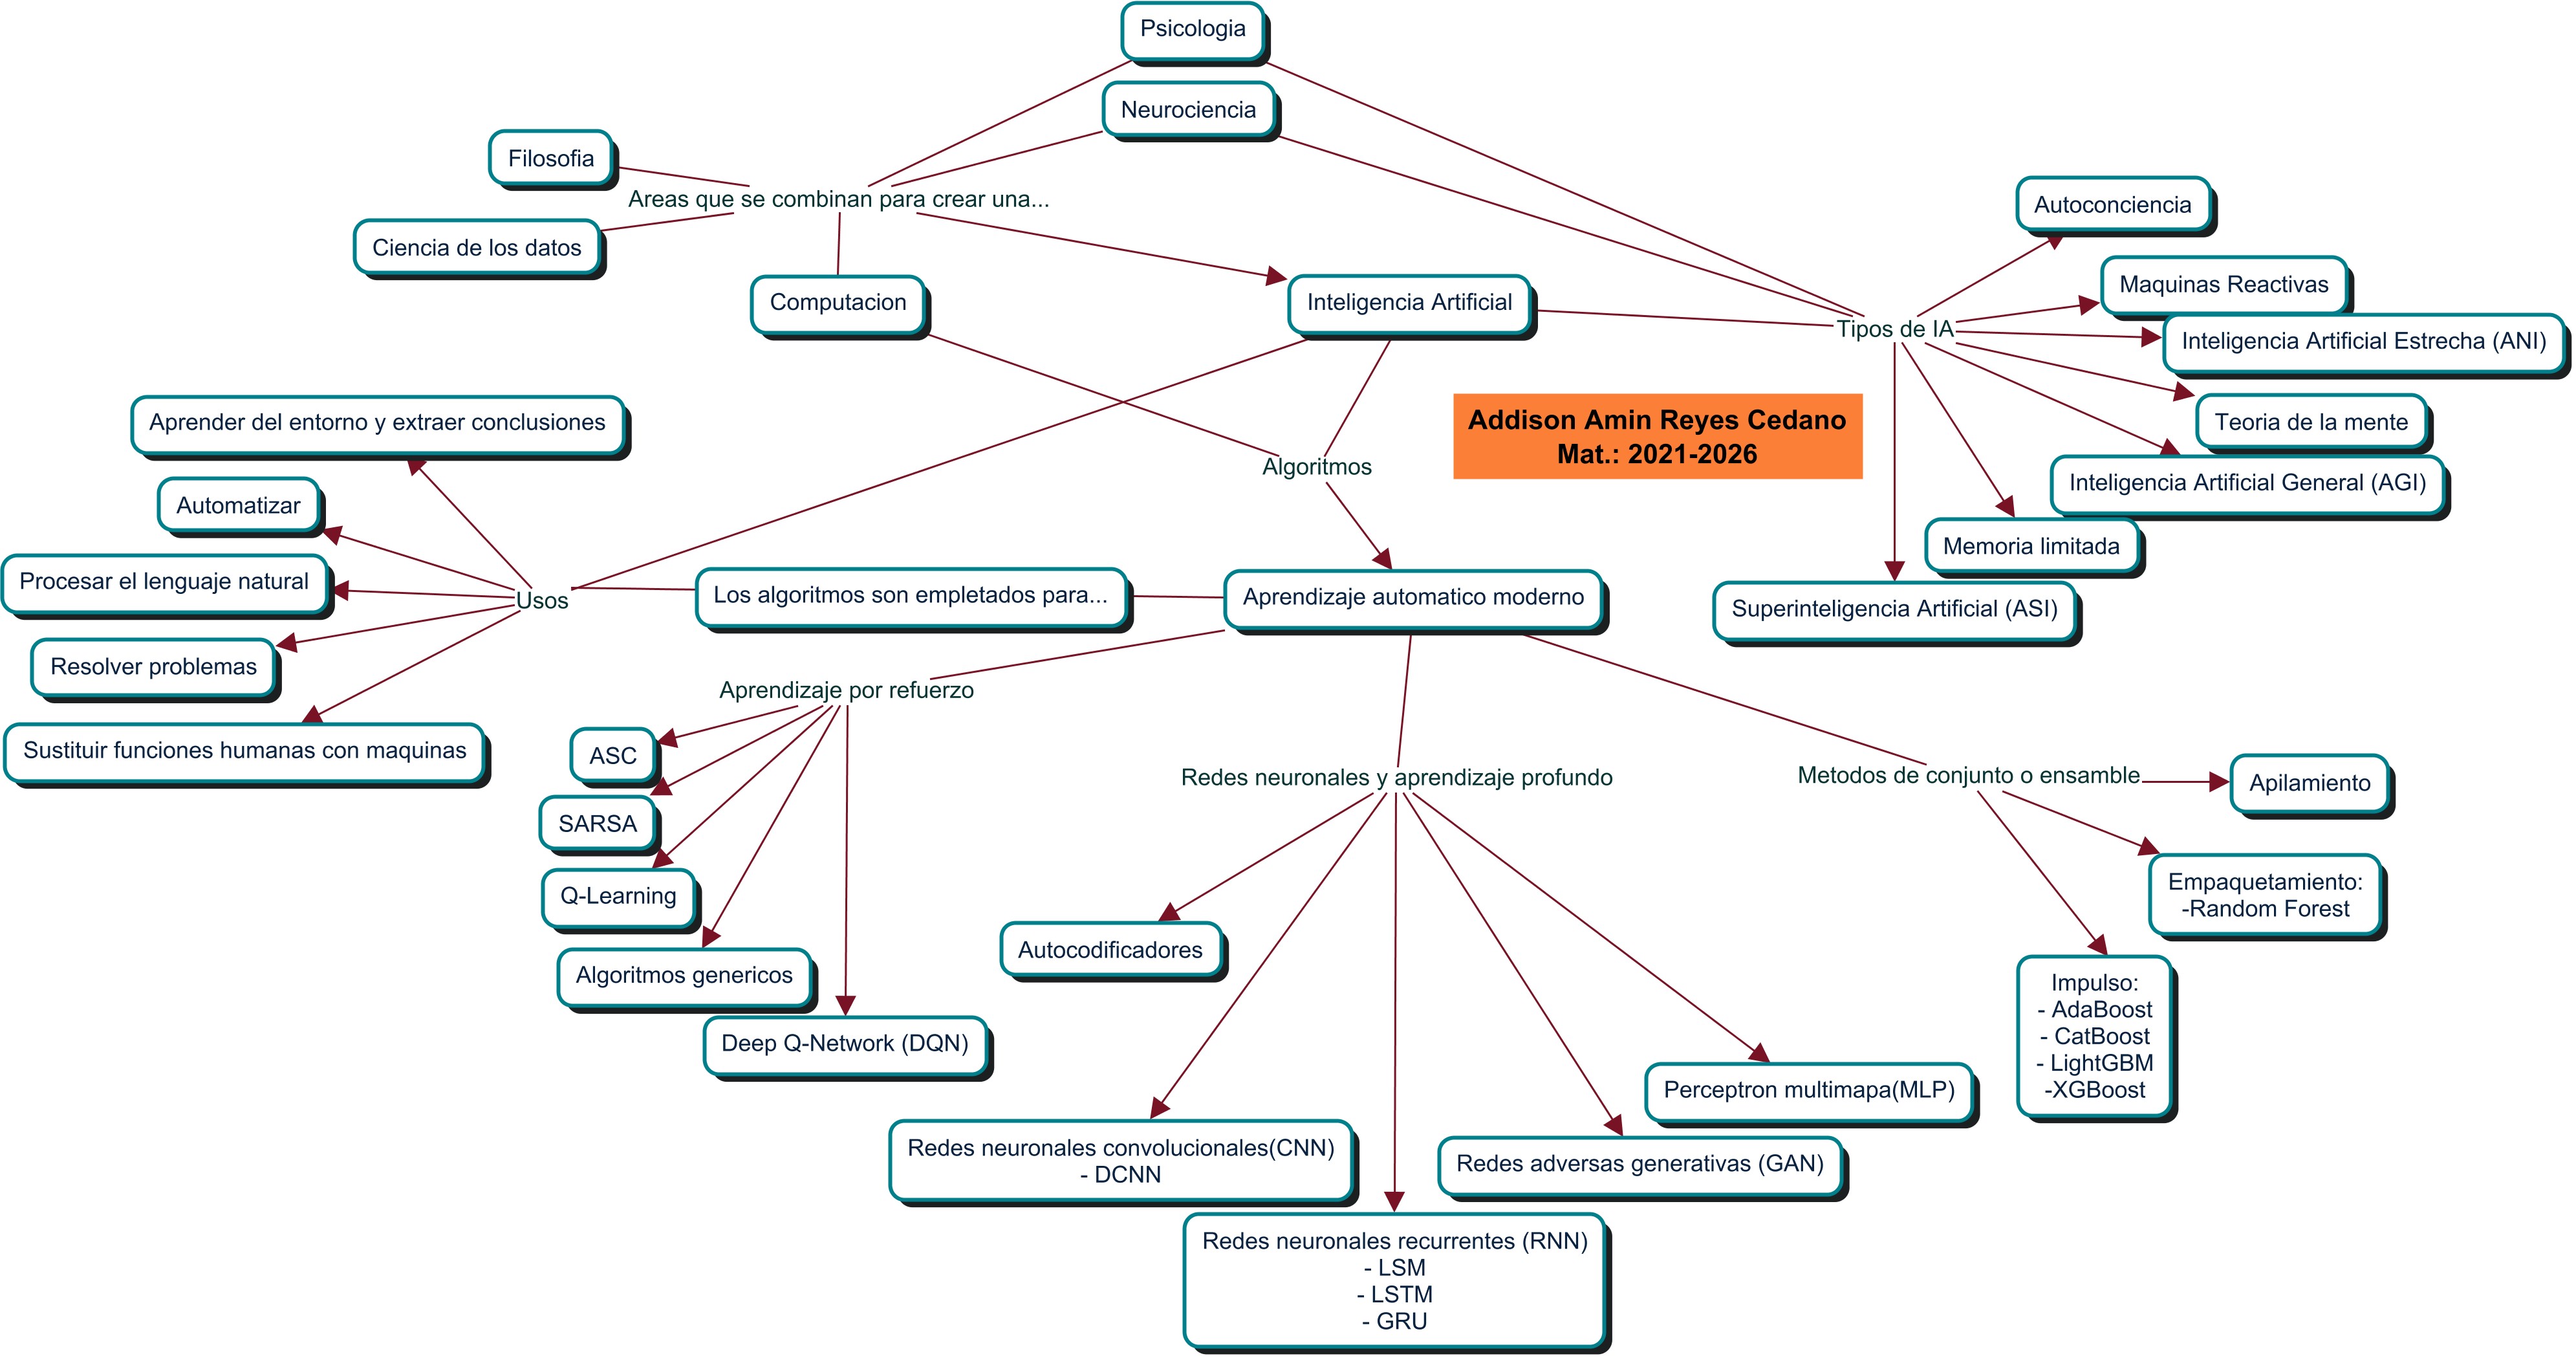 Psicologia
Neurociencia
Filosofia
Areas que se combinan para crear una...
Ciencia de los datos
Computacion
Inteligencia Artificial
Tipos de IA
Autoconciencia
Maquinas Reactivas
Inteligencia Artificial Estrecha (ANI)
Teoria de la mente
Inteligencia Artificial General (AGI)
Memoria limitada
Superinteligencia Artificial (ASI)
Addison Amin Reyes Cedano
Mat.: 2021-2026
Algoritmos
Aprender del entorno y extraer conclusiones
Automatizar
Procesar el lenguaje natural
Usos
Resolver problemas
Sustituir funciones humanas con maquinas
Los algoritmos son empletados para...
Aprendizaje automatico moderno
Aprendizaje por refuerzo
ASC
SARSA
Q-Learning
Algoritmos genericos
Deep Q-Network (DQN)
Redes neuronales y aprendizaje profundo
Autocodificadores
Redes neuronales convolucionales(CNN)
- DCNN
Redes neuronales recurrentes (RNN)
- LSM
- LSTM
- GRU
Redes adversas generativas (GAN)
Perceptron multimapa(MLP)
Metodos de conjunto o ensamble
Apilamiento
Empaquetamiento:
-Random Forest
Impulso:
- AdaBoost
- CatBoost
- LightGBM
-XGBoost